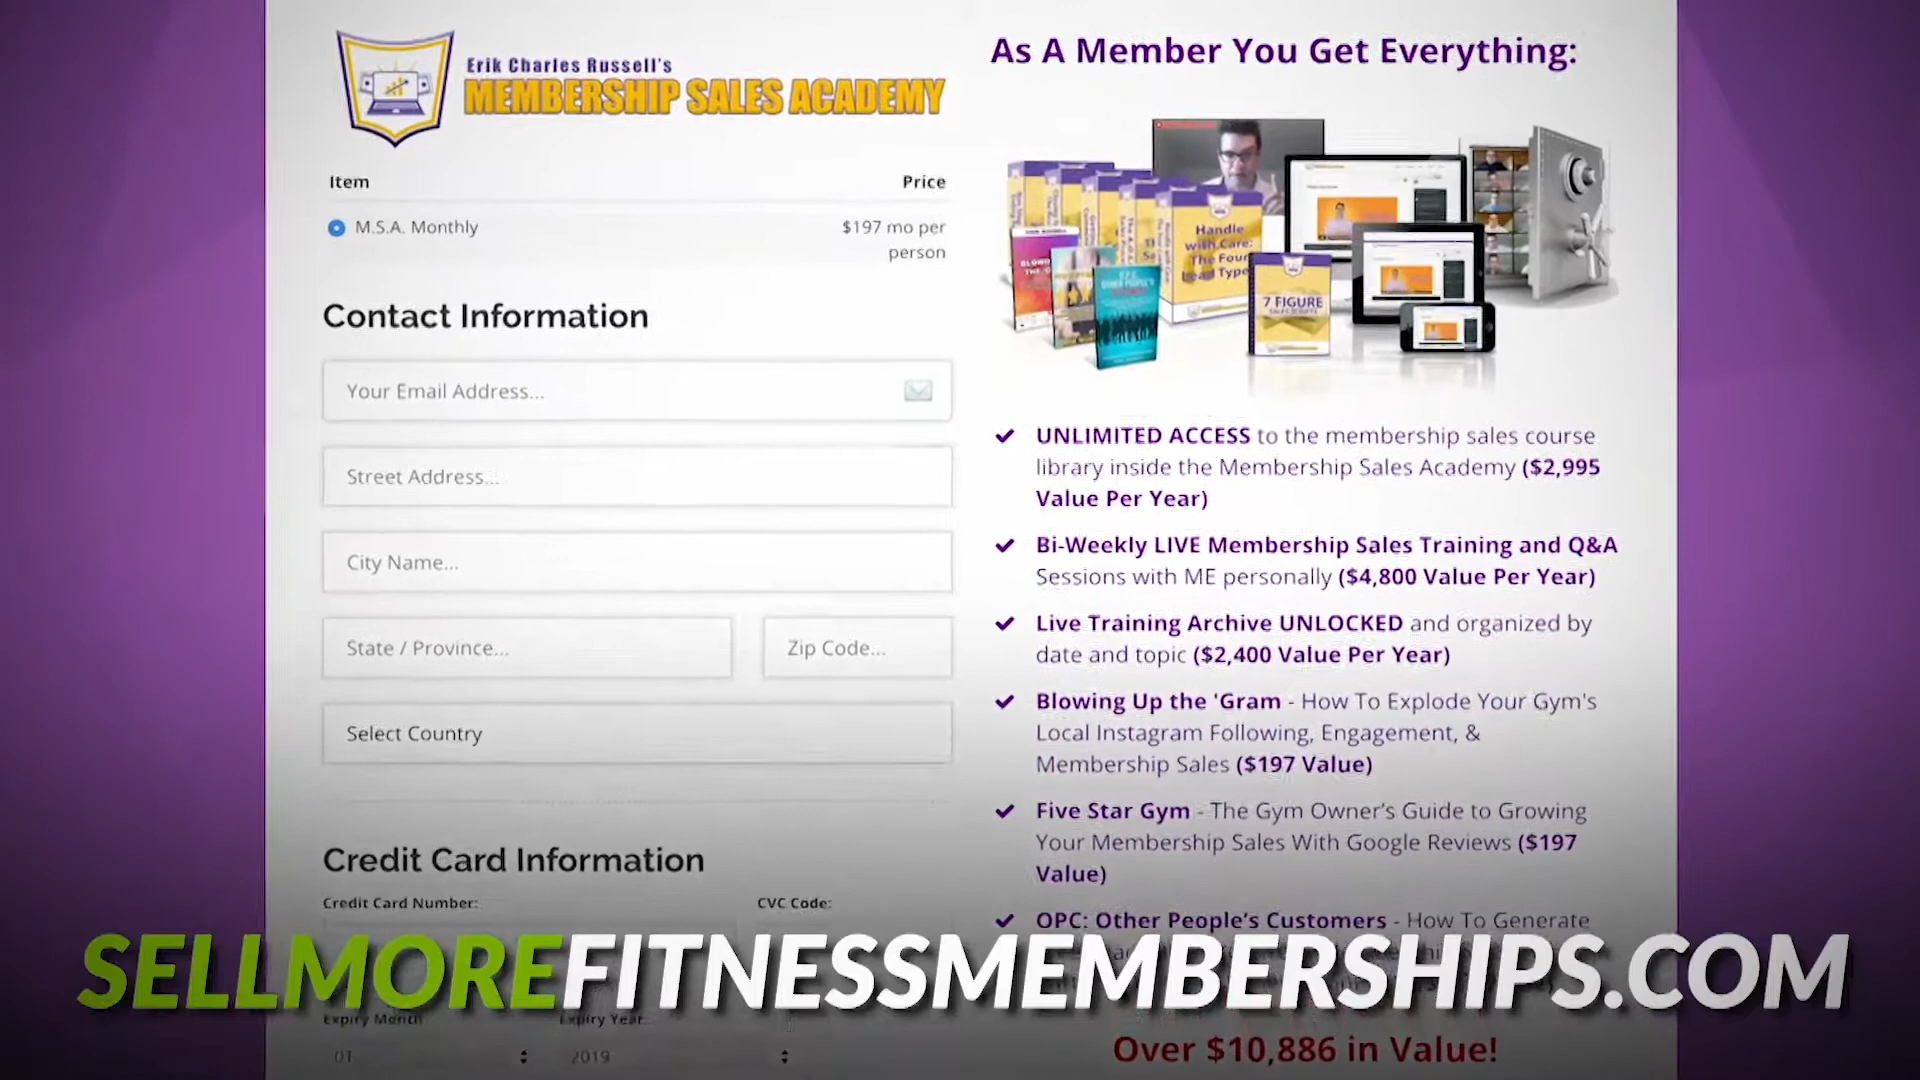 Erik Charles Russell's
MEMBERSHIP SALES ACADEMY
Item Price
M.S.A. Monthly $197 mo per
person
Contact Information
Your Email Address...
Street Address...
City Name...
State / Province... Zip Code...
Select Country
Credit Card Information
Credit Card Number: CVC Code:
Expiry Month Expiry Year:
01 2019
As A Member You Get Everything:
Handle
with Care:
The Four
Lead Type
7 FIGURE
SALES SCRIPTS
UNLIMITED ACCESS to the membership sales course
library inside the Membership Sales Academy ($2,995
Value Per Year)
Bi-Weekly LIVE Membership Sales Training and Q&A
Sessions with ME personally ($4,800 Value Per Year)
Live Training Archive UNLOCKED and organized by
date and topic ($2,400 Value Per Year)
Blowing Up the 'Gram - How To Explode Your Gym's
Local Instagram Following, Engagement, &
Membership Sales ($197 Value)
Five Star Gym - The Gym Owner's Guide to Growing
Your Membership Sales With Google Reviews ($197
Value)
OPC: Other People's Customers - How To Generate
Over $10,886 in Value!
SELLMOREFITNESSMEMBERSHIPS.COM